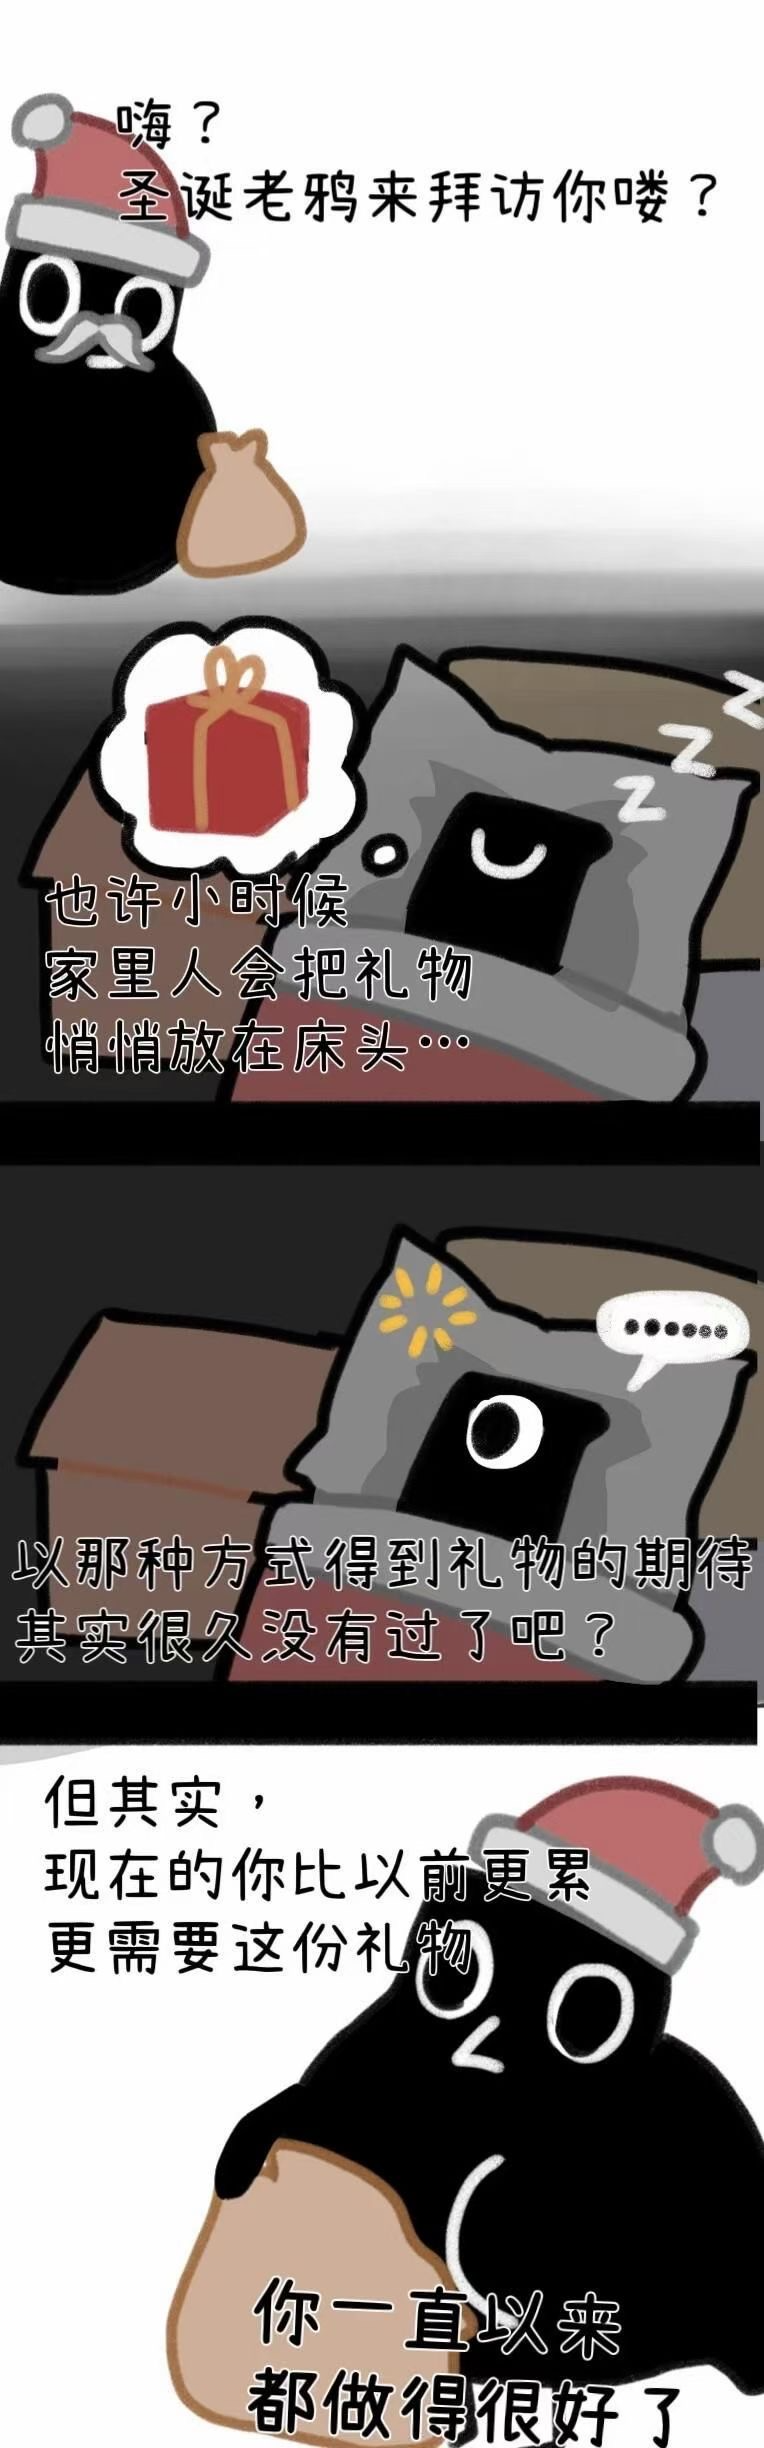 嗨？
圣诞老鸦来拜访你喽？
z
z
z
也许小时候
家里人会把礼物
悄悄放在床头…
……
以那种方式得到礼物的期待
其实很久没有过了吧？
但其实，
现在的你比以前更累
更需要这份礼物
你一直以来
都做得很好了